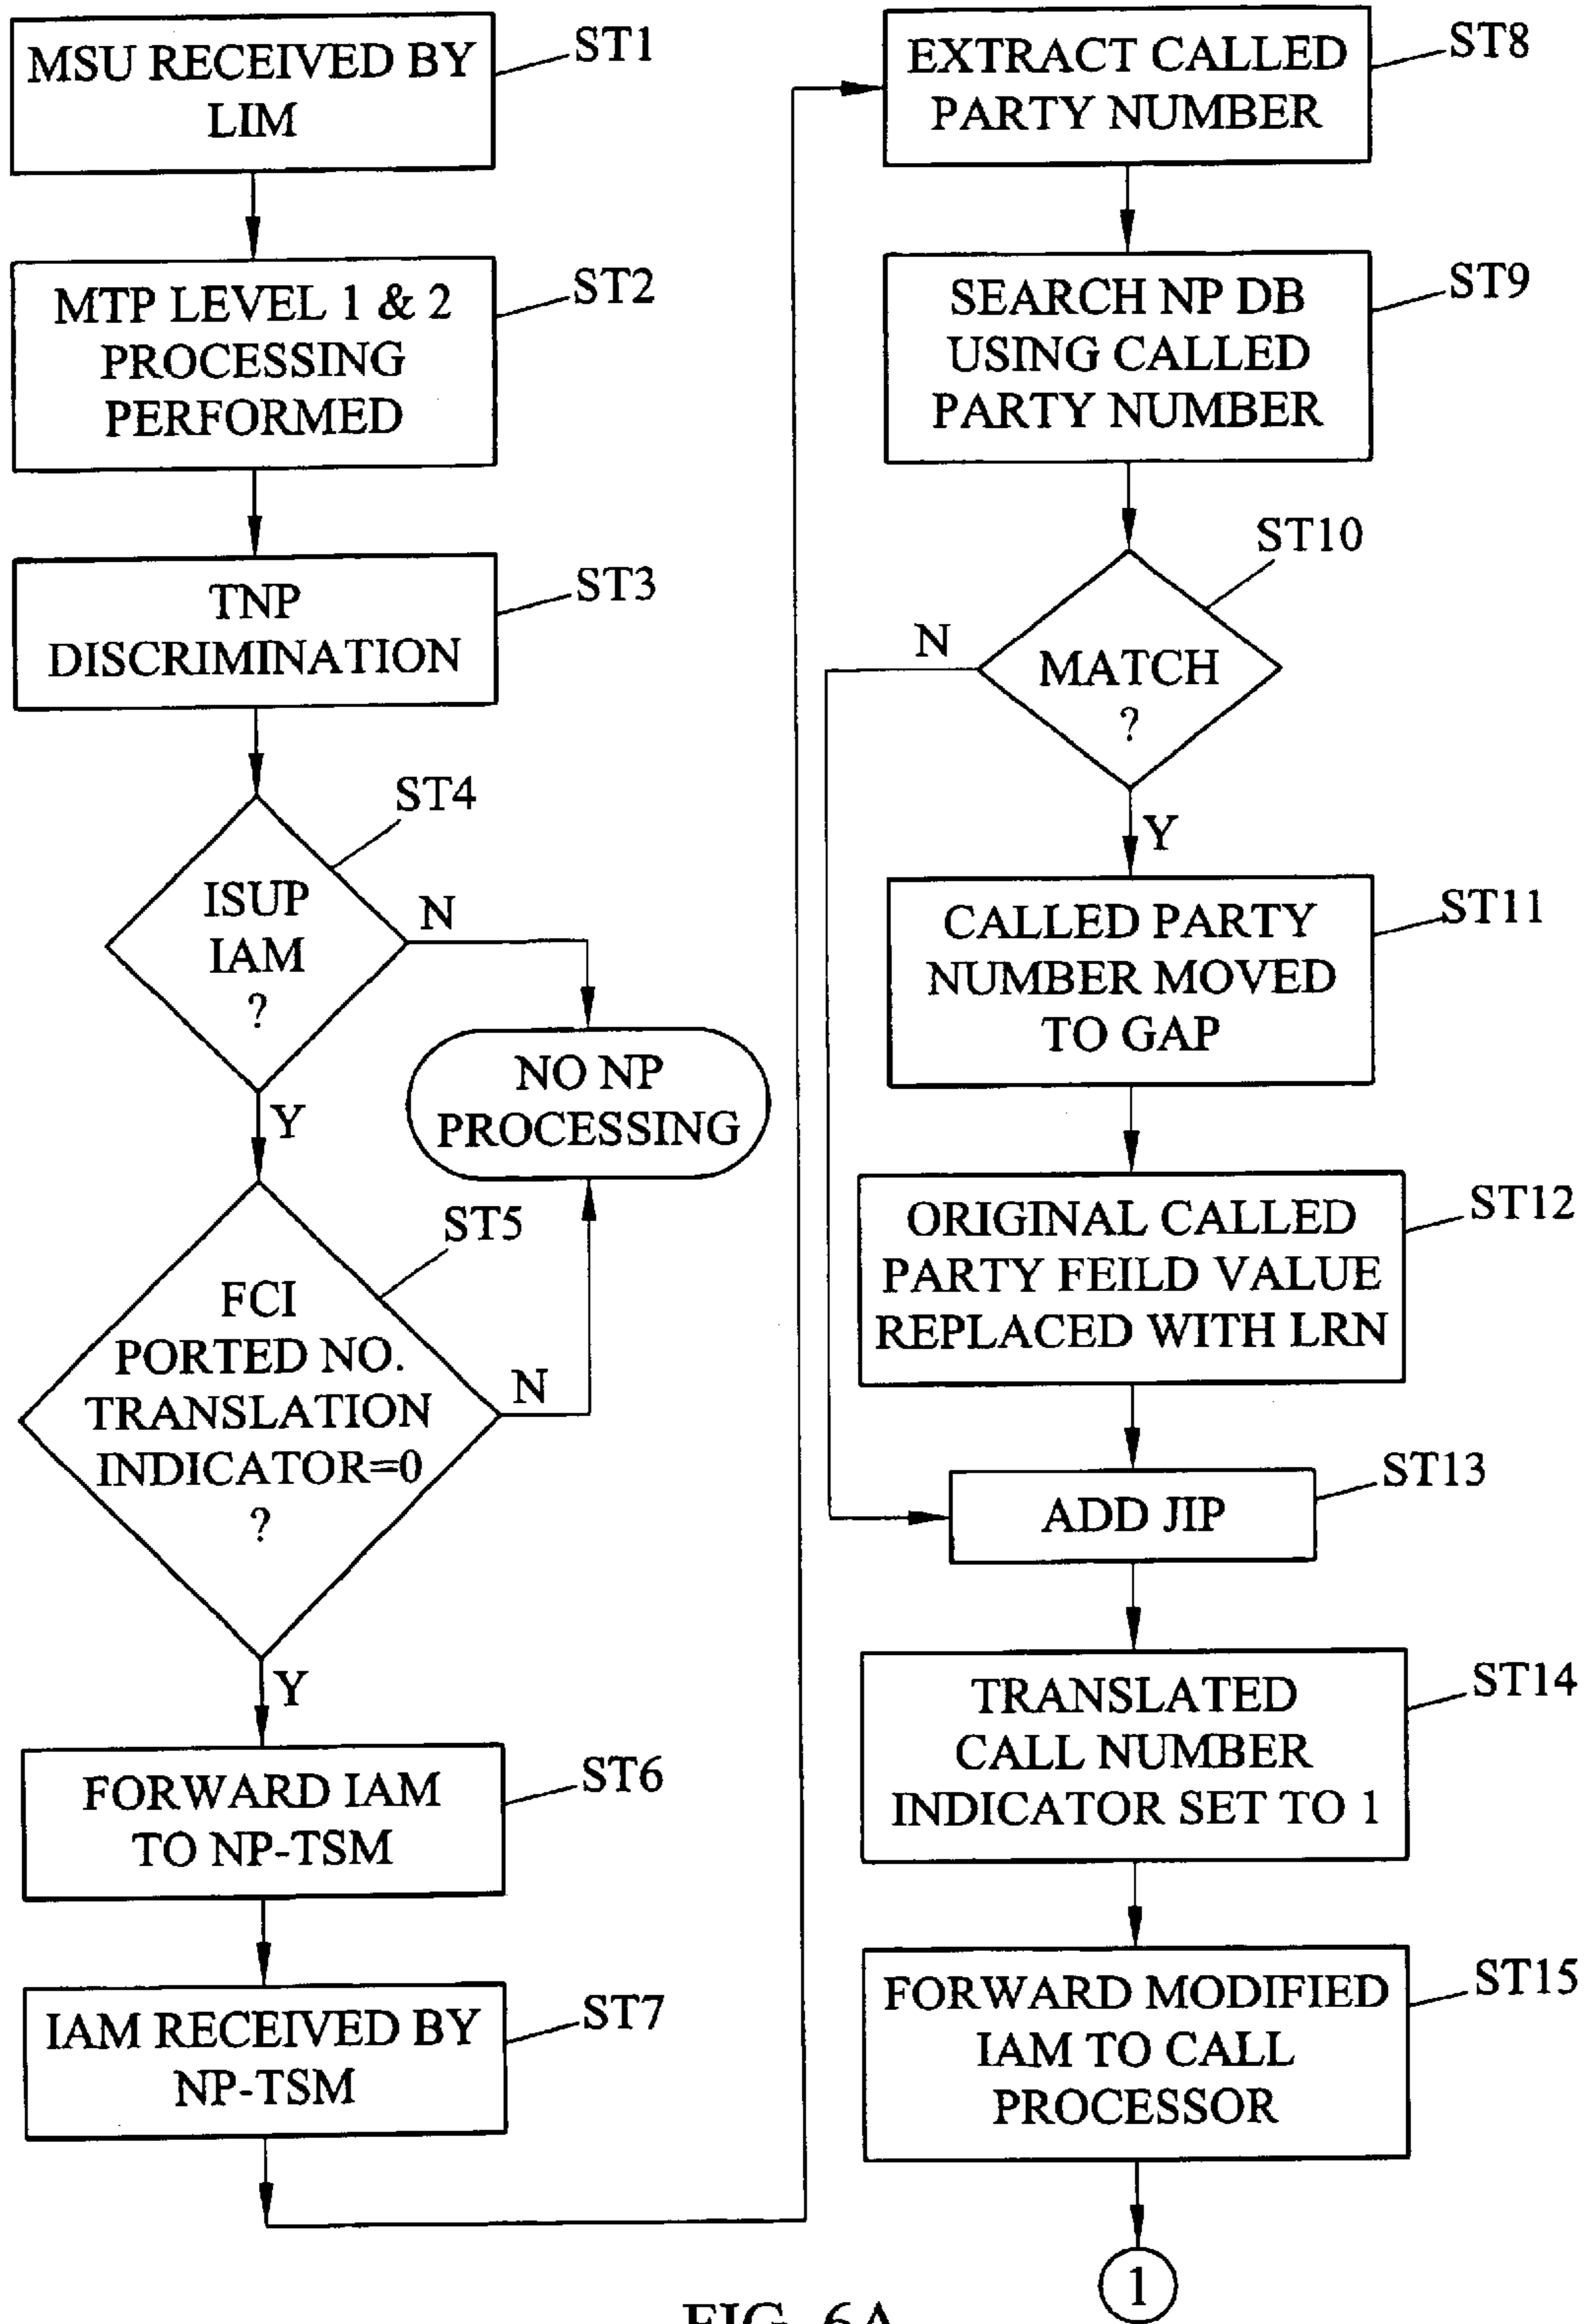 MSU RECEIVED BY
LIM
ST1
MTP LEVEL 1 & 2
PROCESSING
PERFORMED
ST2
TNP
DISCRIMINATION
ST3
ISUP
IAM
?
ST4
N
Y
NO NP
PROCESSING
FCI
PORTED NO.
TRANSLATION
INDICATOR=0
?
ST5
N
Y
FORWARD IAM
TO NP-TSM
ST6
IAM RECEIVED BY
NP-TSM
ST7
EXTRACT CALLED
PARTY NUMBER
ST8
SEARCH NP DB
USING CALLED
PARTY NUMBER
ST9
MATCH
?
ST10
N
Y
CALLED PARTY
NUMBER MOVED
TO GAP
ST11
ORIGINAL CALLED
PARTY FEILD VALUE
REPLACED WITH LRN
ST12
ADD JIP
ST13
TRANSLATED
CALL NUMBER
INDICATOR SET TO 1
ST14
FORWARD MODIFIED
IAM TO CALL
PROCESSOR
ST15
1
FIG. 6A